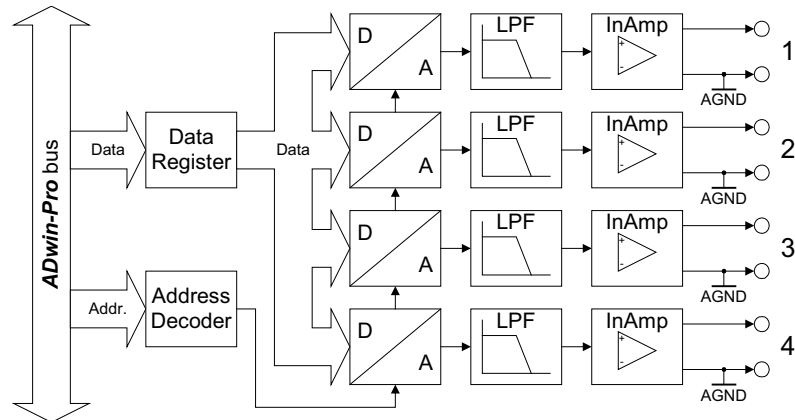 ADwin-Pro bus
Data
Data
Register
Data
Addr.
Address
Decoder
D
A
LPF
InAmp
+
-
AGND
1
D
A
LPF
InAmp
+
-
AGND
2
D
A
LPF
InAmp
+
-
AGND
3
D
A
LPF
InAmp
+
-
AGND
4